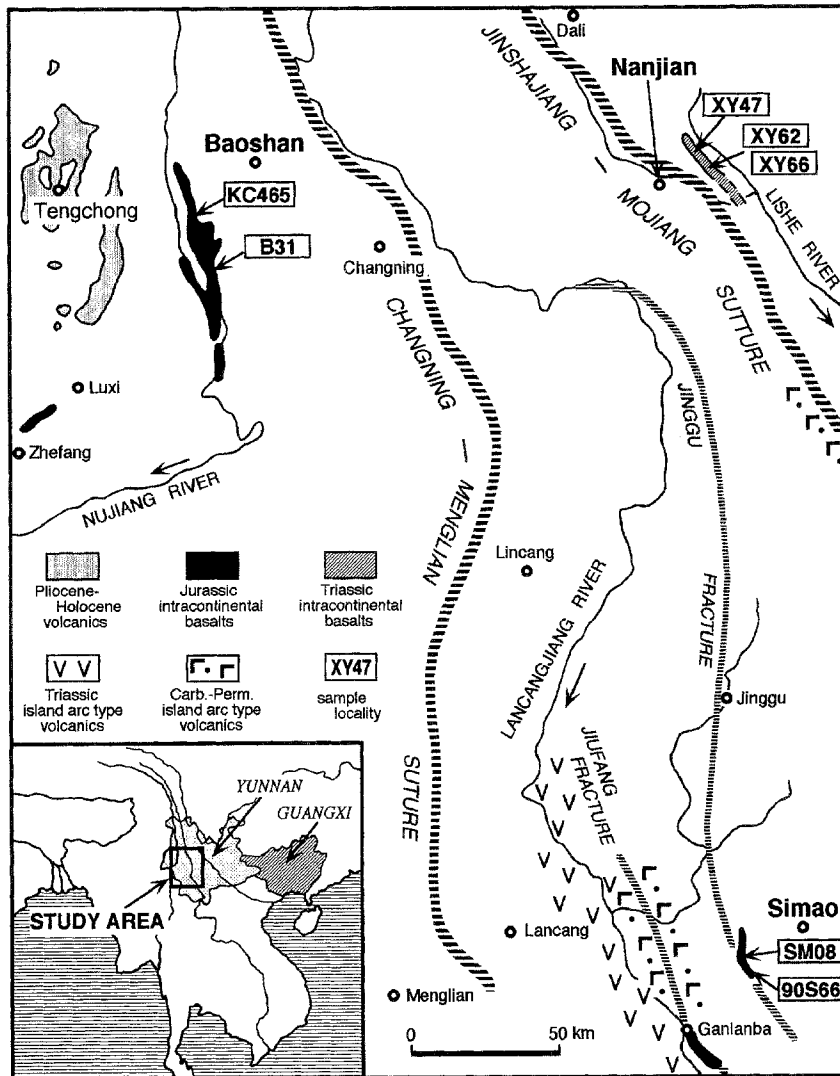 Dali
JINSHAJIANG
Nanjian
XY47
XY62
XY66
Baoshan
Tengchong
KC465
B31
Changning
—
MOJIANG
LISHE RIVER
SUTTURE
CHANGNING
—
MENGLIAN
SUTURE
Luxi
Zhefang
NUJIANG RIVER
JINGGU
FRACTURE
Lincang
LANCANGJIANG RIVER
Jinggu
JIUFANG
FRACTURE
Pliocene-
Holocene
volcanics
Jurassic
intracontinental
basalts
Triassic
intracontinental
basalts
V V
Triassic
island arc type
volcanics
Carb.-Perm.
island arc type
volcanics
XY47
sample
locality
YUNNAN
GUANGXI
STUDY AREA
Lancang
Menglian
Simao
SM08
90S66
Ganlanba
0 50 km